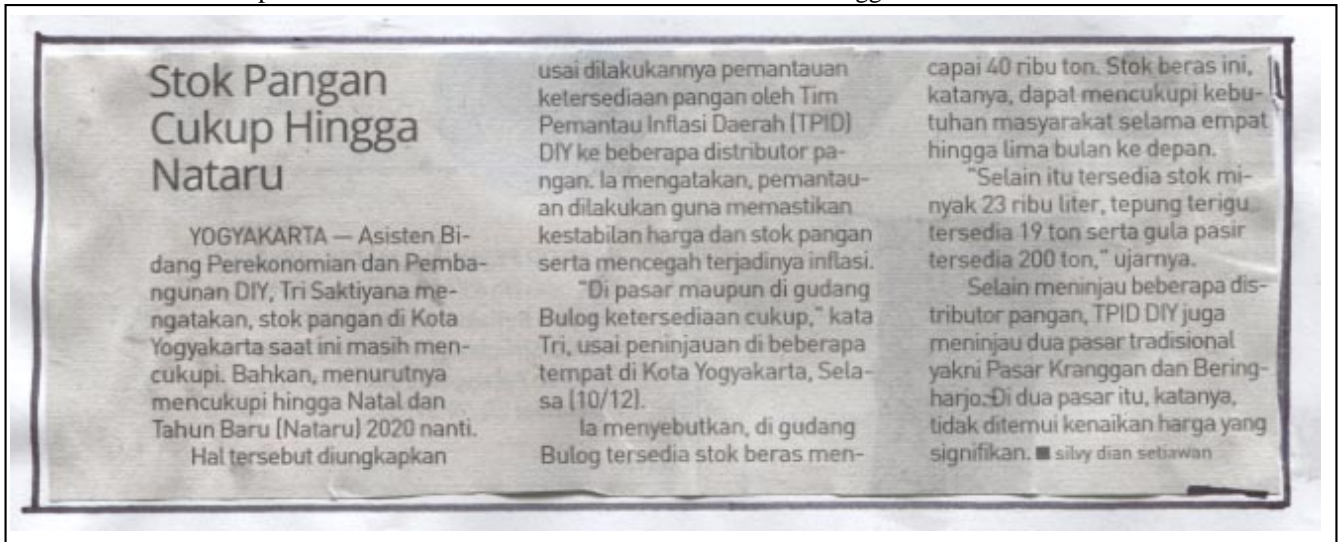 Stok Pangan
Cukup Hingga
Nataru
YOGYAKARTA — Asisten Bi-
dang Perekonomian dan Pemba-
ngunan DIY, Tri Saktiyana me-
ngatakan, stok pangan di Kota
Yogyakarta saat ini masih men-
cukupi. Bahkan, menurutnya
mencukupi hingga Natal dan
Tahun Baru (Nataru) 2020 nanti.
Hal tersebut diungkapkan
usai dilakukannya pemantauan
ketersediaan pangan oleh Tim
Pemantau Inflasi Daerah (TPID)
DIY ke beberapa distributor pa-
ngan. Ia mengatakan, pemantau-
an dilakukan guna memastikan
kestabilan harga dan stok pangan
serta mencegah terjadinya inflasi.
"Di pasar maupun di gudang
Bulog ketersediaan cukup," kata
Tri, usai peninjauan di beberapa
tempat di Kota Yogyakarta, Sela-
sa (10/12).
Ia menyebutkan, di gudang
Bulog tersedia stok beras men-
capai 40 ribu ton. Stok beras ini,
katanya, dapat mencukupi kebu-
tuhan masyarakat selama empat
hingga lima bulan ke depan.
"Selain itu tersedia stok mi-
nyak 23 ribu liter, tepung terigu
tersedia 19 ton serta gula pasir
tersedia 200 ton," ujarnya.
Selain meninjau beberapa dis-
tributor pangan, TPID DIY juga
meninjau dua pasar tradisional
yakni Pasar Kranggan dan Bering-
harjo. Di dua pasar itu, katanya,
tidak ditemui kenaikan harga yang
signifikan. ■ silvy dian setiawan